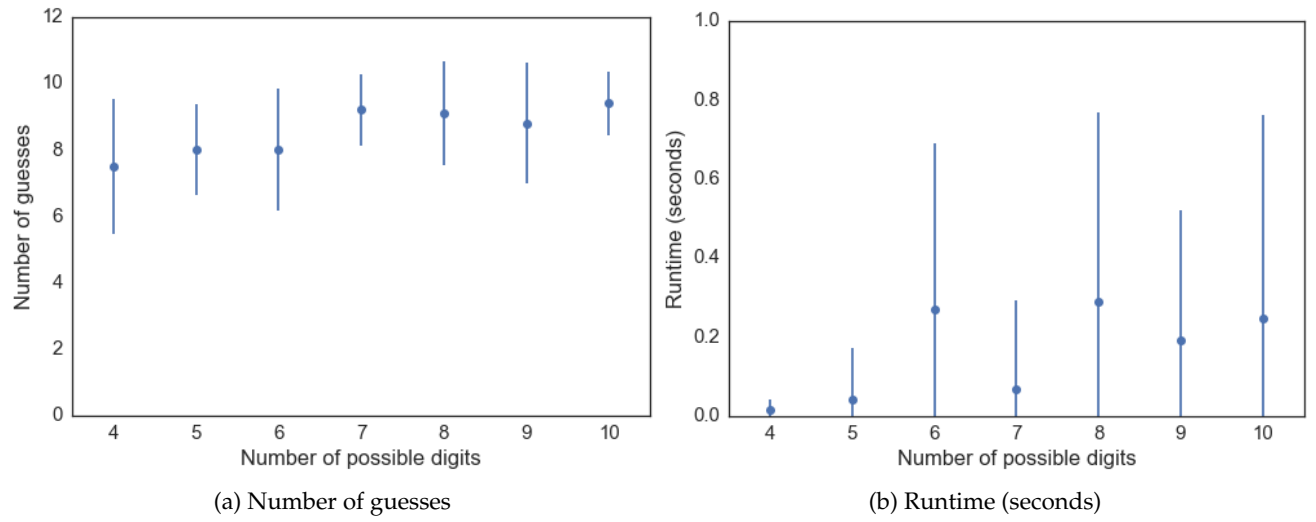 12
10
8
6
4
2
0
Number of guesses
4 5 6 7 8 9 10
Number of possible digits
(a) Number of guesses
1.0
0.8
0.6
0.4
0.2
0.0
Runtime (seconds)
4 5 6 7 8 9 10
Number of possible digits
(b) Runtime (seconds)